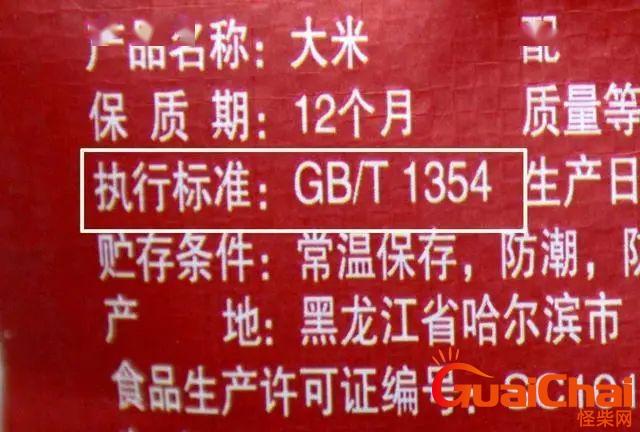 产品名称：大米 配
保质期：12个月 质量等
执行标准：GB/T 1354 生产日
贮存条件：常温保存，防潮，防
产地：黑龙江省哈尔滨市
食品生产许可证编号：SC101
GuaiChai
怪柴网